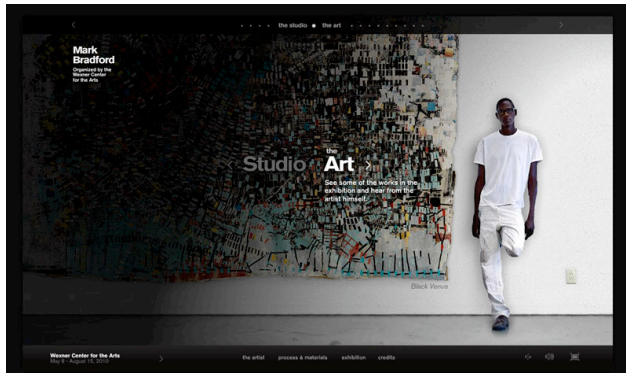 the studio the art
Mark
Bradford
Organized by the
Wexner Center
for the Arts
the
Studio Art
See some of the works in the
exhibition and hear from the
artist himself.
Black Venus
Wexner Center for the Arts
May 8 - August 15, 2010
the artist process & materials exhibition credits